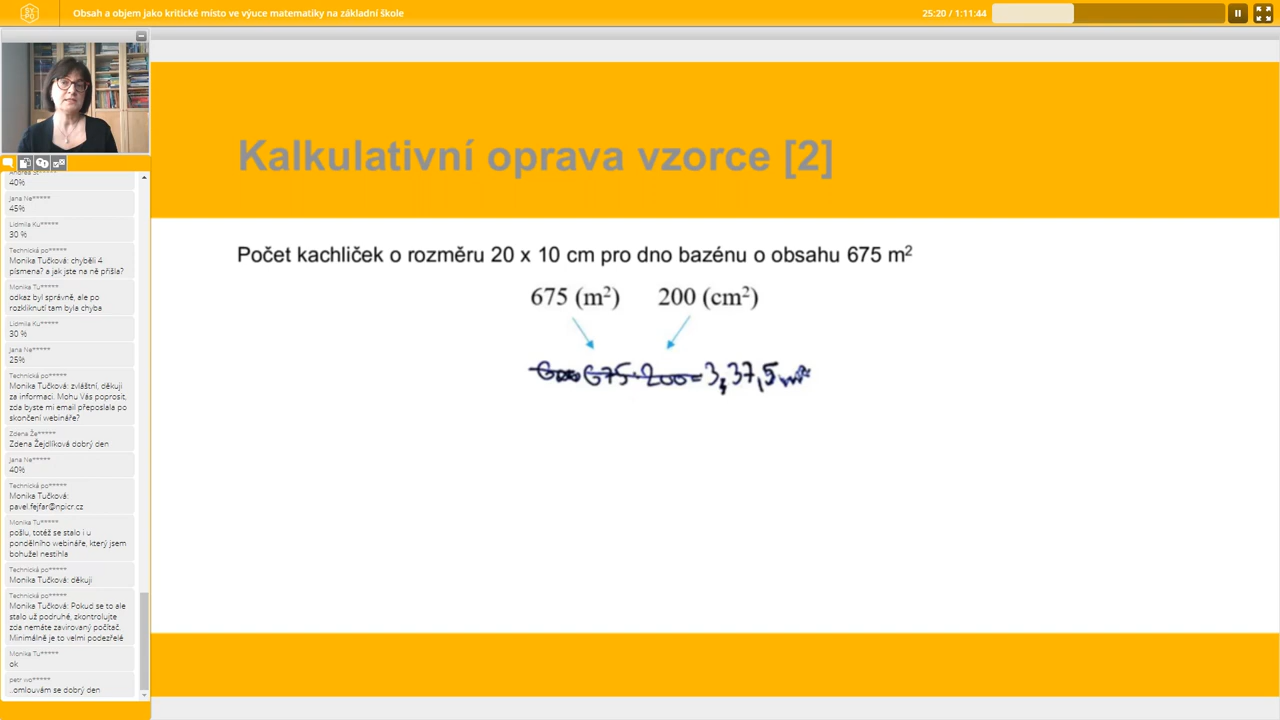 Obsah a objem jako kritické místo ve výuce matematiky na základní škole
25:20 / 1:11:44
Kalkulativní oprava vzorce [2]
Počet kachliček o rozměru 20 x 10 cm pro dno bazénu o obsahu 675 m²
675 (m²) 200 (cm²)
675·200=3,37,5 m²
40%
Jana Ne*****
45%
Lidmila Ku*****
30 %
Technická po*****
Monika Tučková: chyběli 4
písmena? a jak jste na ně přišla?
Monika Tu*****
odkaz byl správně, ale po
rozkliknutí tam byla chyba
Lidmila Ku*****
30 %
Jana Ne*****
25%
Technická po*****
Monika Tučková: zvláštní, děkuji
za informaci. Mohu Vás poprosit,
zda byste mi email přeposlala po
skončení webináře?
Zdena Že*****
Zdena Žejdlíková dobrý den
Jana Ne*****
40%
Technická po*****
Monika Tučková:
pavel.fejfar@npicr.cz
Monika Tu*****
pošlu, totéž se stalo i u
pondělního webináře, který jsem
bohužel nestihla
Technická po*****
Monika Tučková: děkuji
Technická po*****
Monika Tučková: Pokud se to ale
stalo už podruhé, zkontrolujte
zda nemáte zavirovaný počítač.
Minimálně je to velmi podezřelé
Monika Tu*****
ok
petr wo*****
..omlouvám se dobrý den